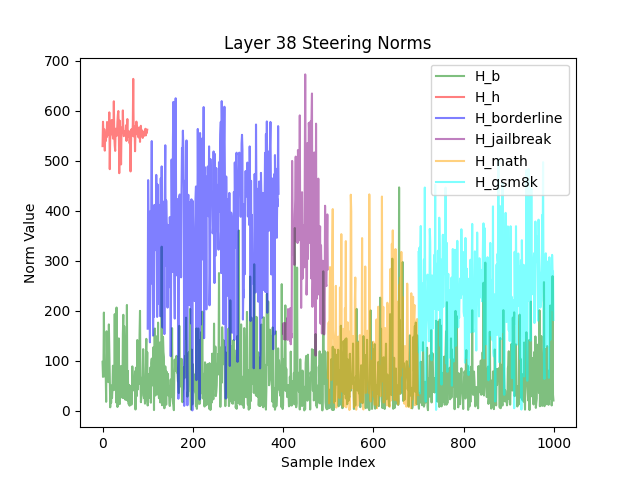 Layer 38 Steering Norms
700
600
500
400
300
200
100
0
Norm Value
H_b
H_h
H_borderline
H_jailbreak
H_math
H_gsm8k
0
200
400
600
800
1000
Sample Index